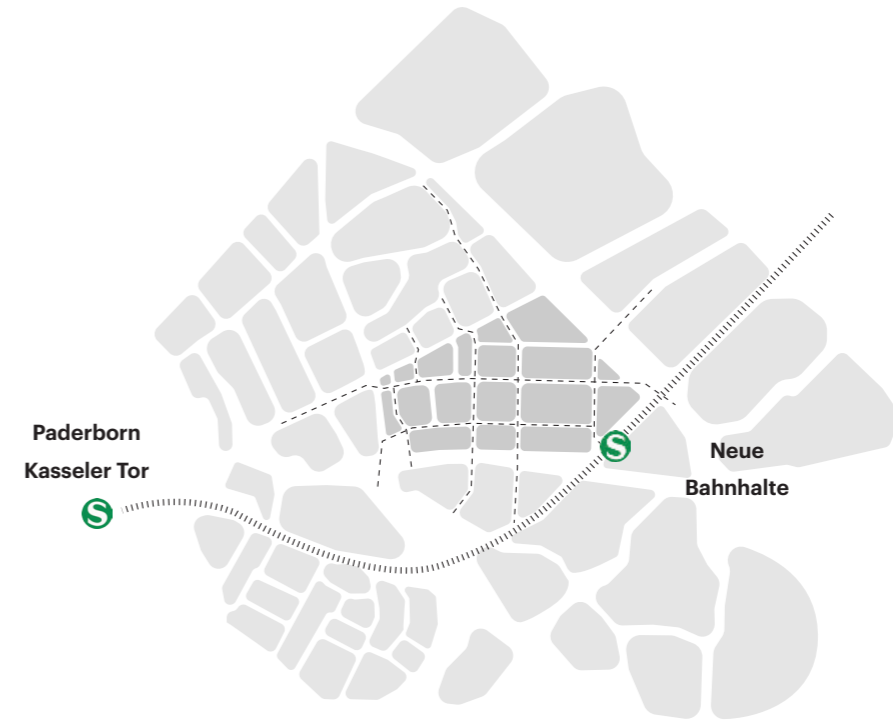 Paderborn
Kasseler Tor
S
S
Neue
Bahnhalte